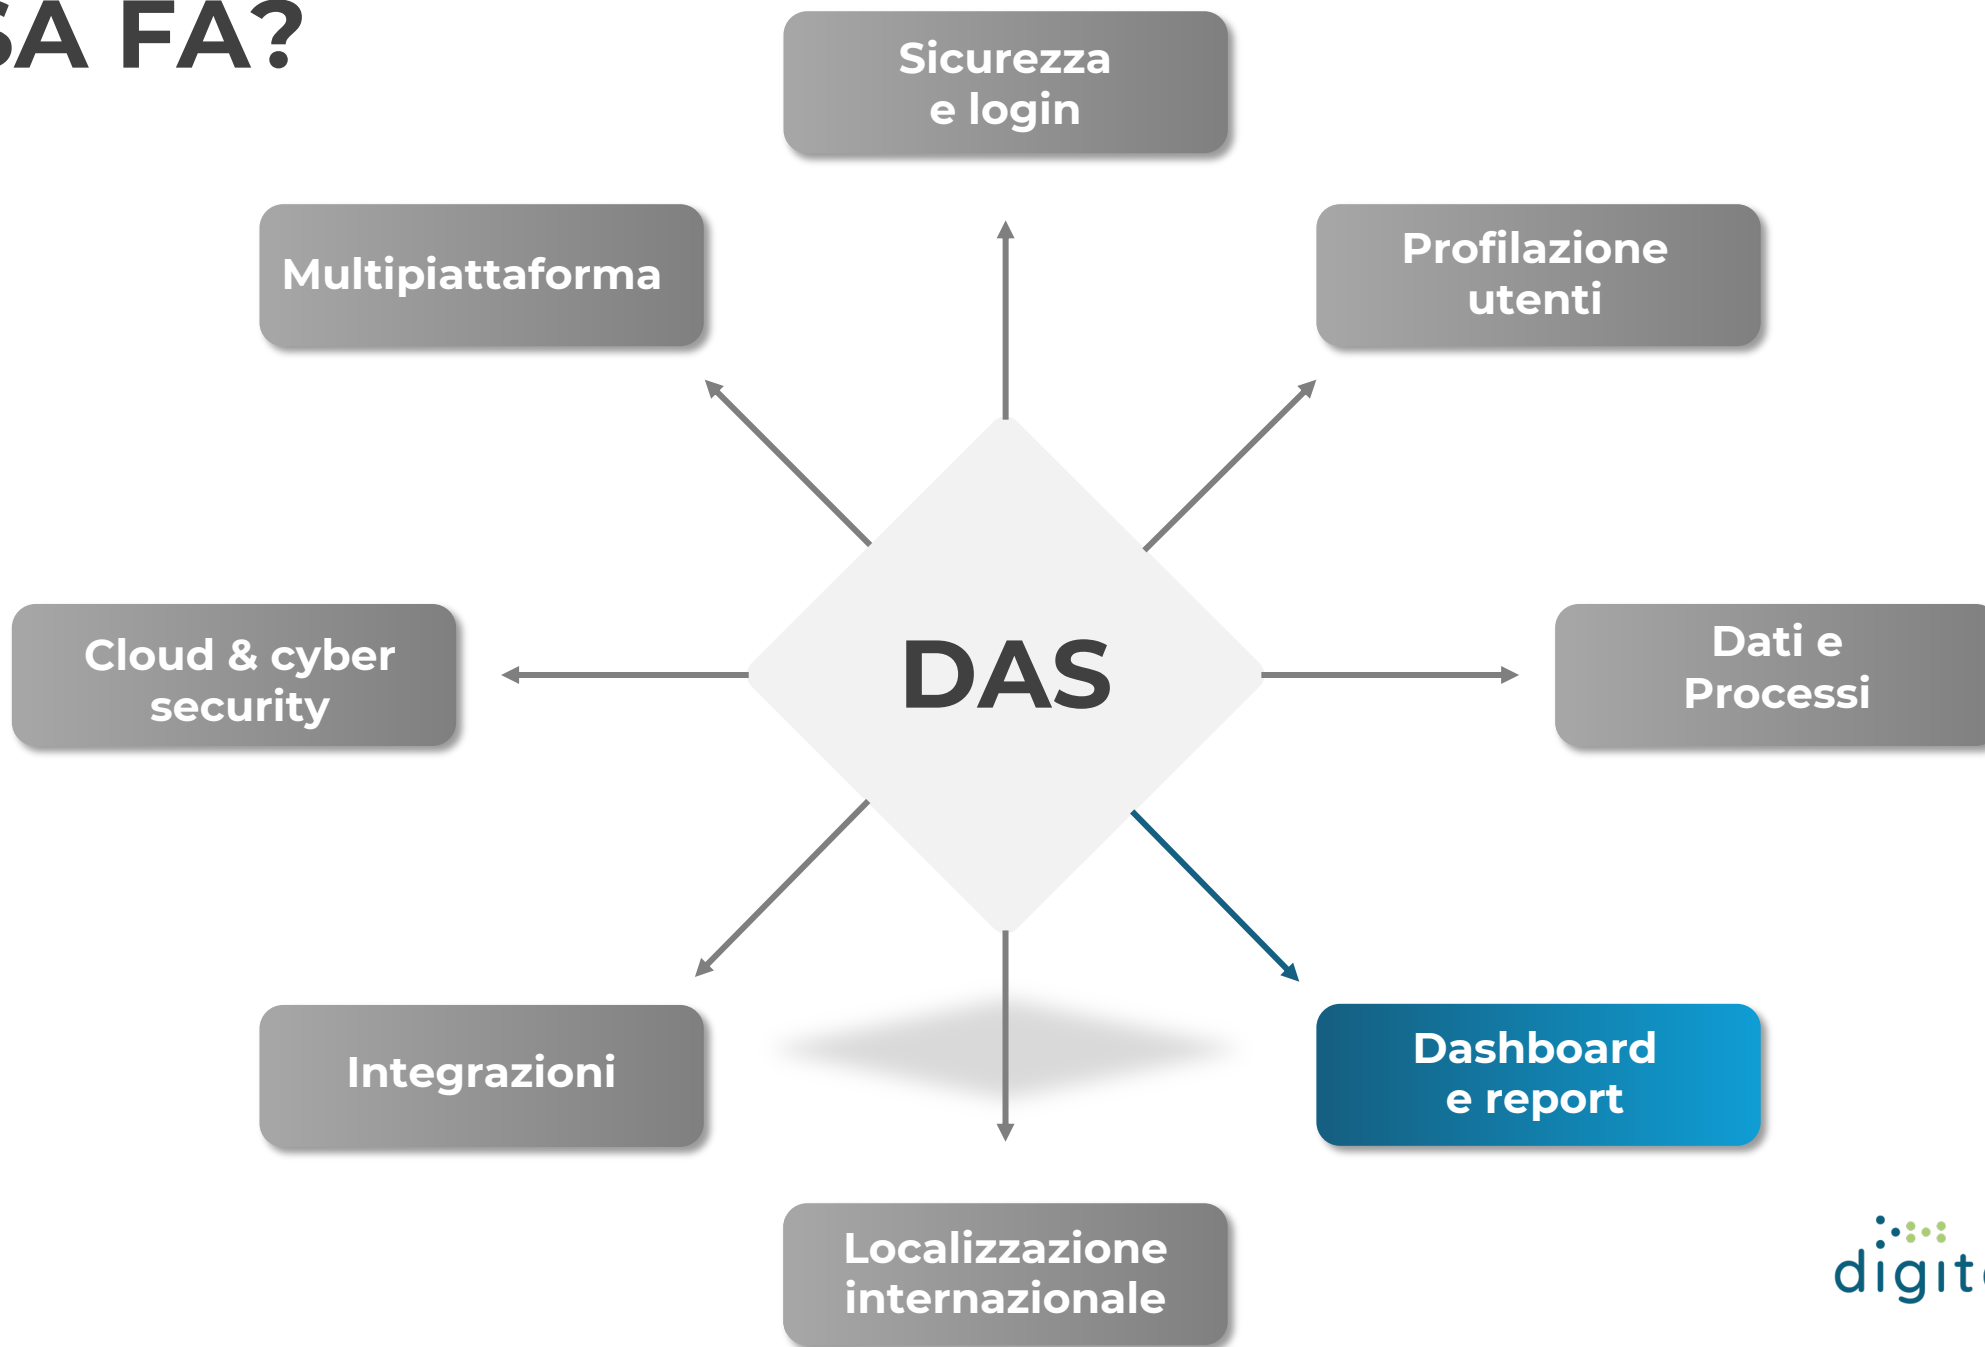 SA FA?
Sicurezza
e login
Multipiattaforma
Profilazione
utenti
Cloud & cyber
security
DAS
Dati e
Processi
Integrazioni
Dashboard
e report
Localizzazione
internazionale